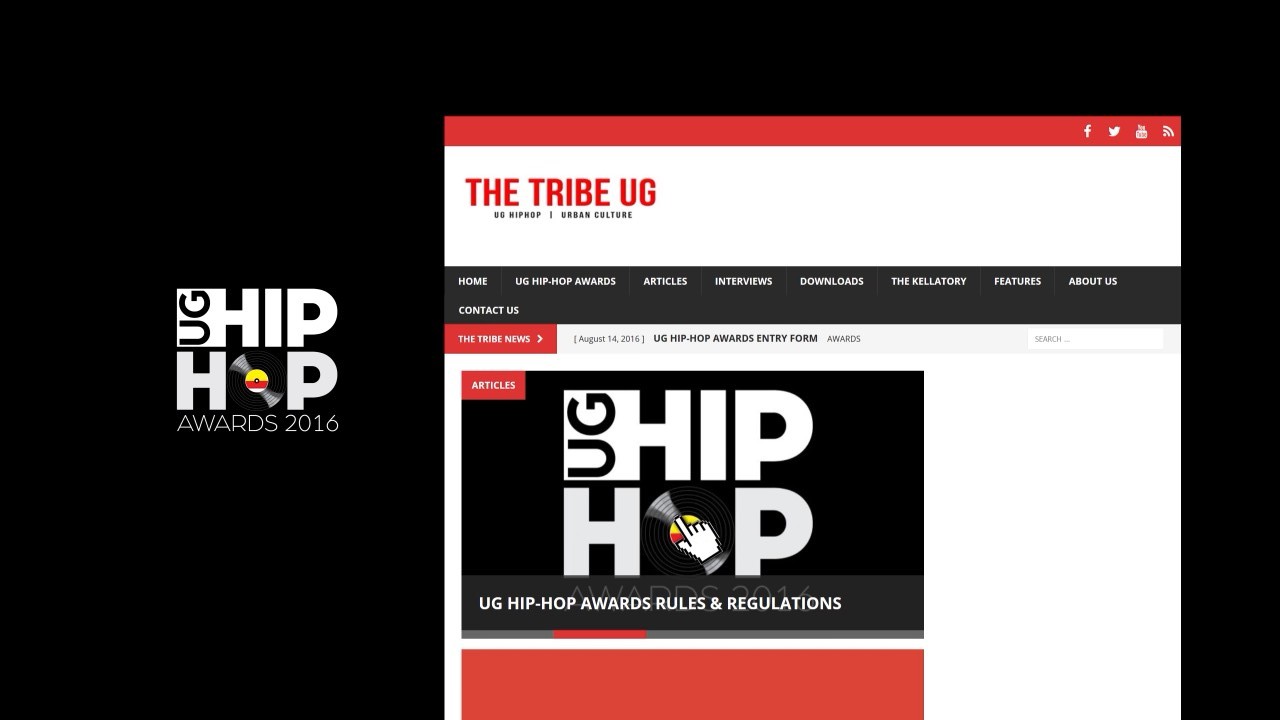 UG HIP
HOP
AWARDS 2016
You Tube
THE TRIBE UG
UG HIPHOP | URBAN CULTURE
HOME UG HIP-HOP AWARDS ARTICLES INTERVIEWS DOWNLOADS THE KELLATORY FEATURES ABOUT US
CONTACT US
THE TRIBE NEWS [ August 14, 2016 ] UG HIP-HOP AWARDS ENTRY FORM AWARDS SEARCH ...
ARTICLES
UG HIP
HOP
AWARDS 2016
UG HIP-HOP AWARDS RULES & REGULATIONS